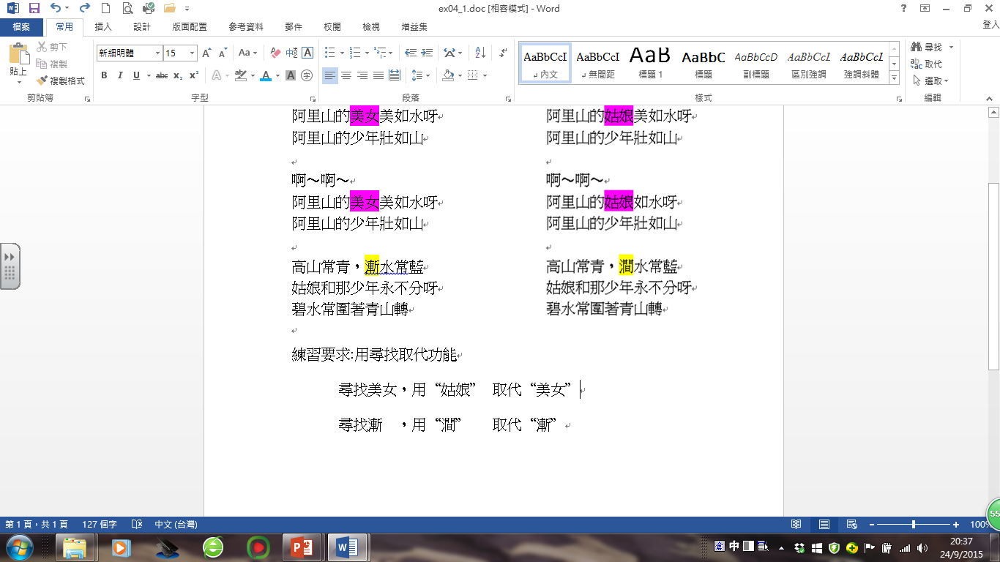 ex04_1.doc [相容模式] - Word
檔案 常用 插入 設計 版面配置 參考資料 郵件 校閱 檢視 增益集 登入
貼上 剪下 複製 複製格式 剪貼簿
新細明體 15 字型
段落
AaBbCcI AaBbCcI AaB AaBbC AaBbCcD AaBbCcI AaBbCcI
內文 無間距 標題 1 標題 副標題 區別強調 強調斜體
樣式
尋找 取代 選取 編輯
阿里山的美女美如水呀
阿里山的少年壯如山
啊～啊～
阿里山的美女美如水呀
阿里山的少年壯如山
高山常青，漸水常藍
姑娘和那少年永不分呀
碧水常圍著青山轉
阿里山的姑娘美如水呀
阿里山的少年壯如山
啊～啊～
阿里山的姑娘如水呀
阿里山的少年壯如山
高山常青，澗水常藍
姑娘和那少年永不分呀
碧水常圍著青山轉
練習要求:用尋找取代功能
尋找美女，用“姑娘” 取代“美女”
尋找漸 ，用“澗” 取代“漸”
第 1 頁，共 1 頁 127 個字 中文 (台灣) 100%
55
倉 中 20:37
24/9/2015